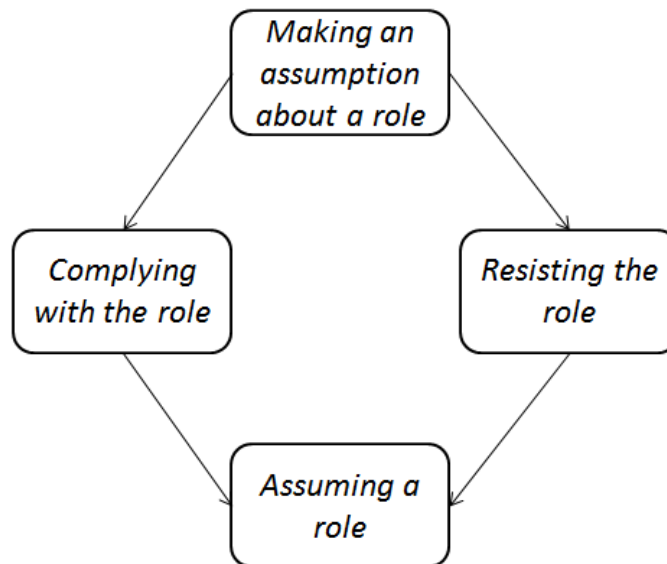 Making an
assumption
about a role
Complying
with the role
Resisting the
role
Assuming a
role